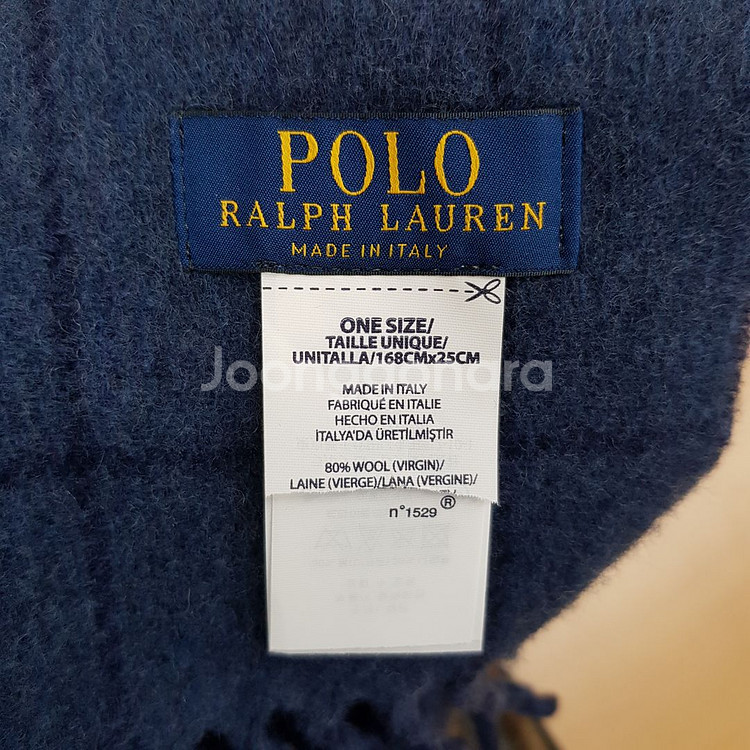 POLO
RALPH LAUREN
MADE IN ITALY
ONE SIZE/
TAILLE UNIQUE/
UNITALLA/168CMx25CM
Joongonnara
MADE IN ITALY
FABRIQUÉ EN ITALIE
HECHO EN ITALIA
İTALYA'DA ÜRETİLMİŞTİR
80% WOOL (VIRGIN)/
LAINE (VIERGE)/LANA (VERGINE)/
n°1529 ®